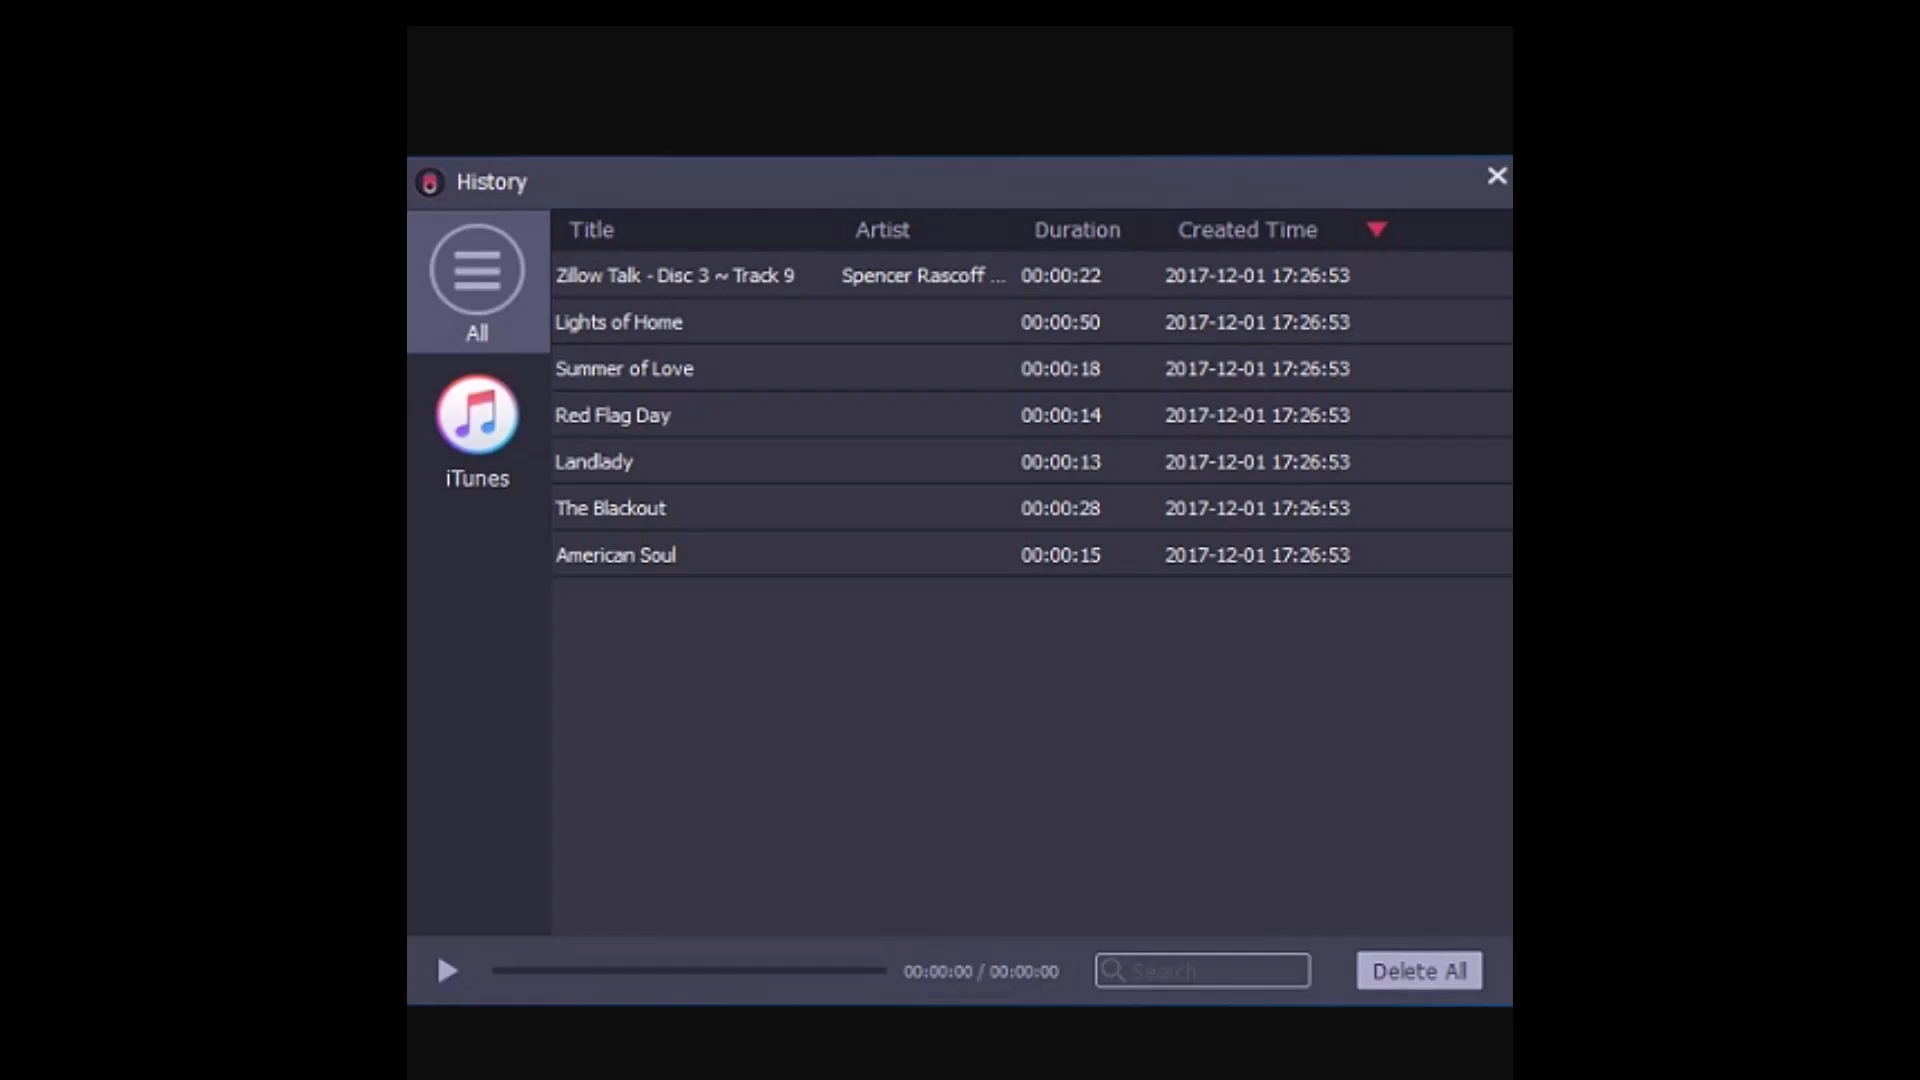 History
Title Artist Duration Created Time
All
Zillow Talk - Disc 3 ~ Track 9 Spencer Rascoff ... 00:00:22 2017-12-01 17:26:53
Lights of Home 00:00:50 2017-12-01 17:26:53
Summer of Love 00:00:18 2017-12-01 17:26:53
Red Flag Day 00:00:14 2017-12-01 17:26:53
iTunes
Landlady 00:00:13 2017-12-01 17:26:53
The Blackout 00:00:28 2017-12-01 17:26:53
American Soul 00:00:15 2017-12-01 17:26:53
00:00:00 / 00:00:00 Search Delete All